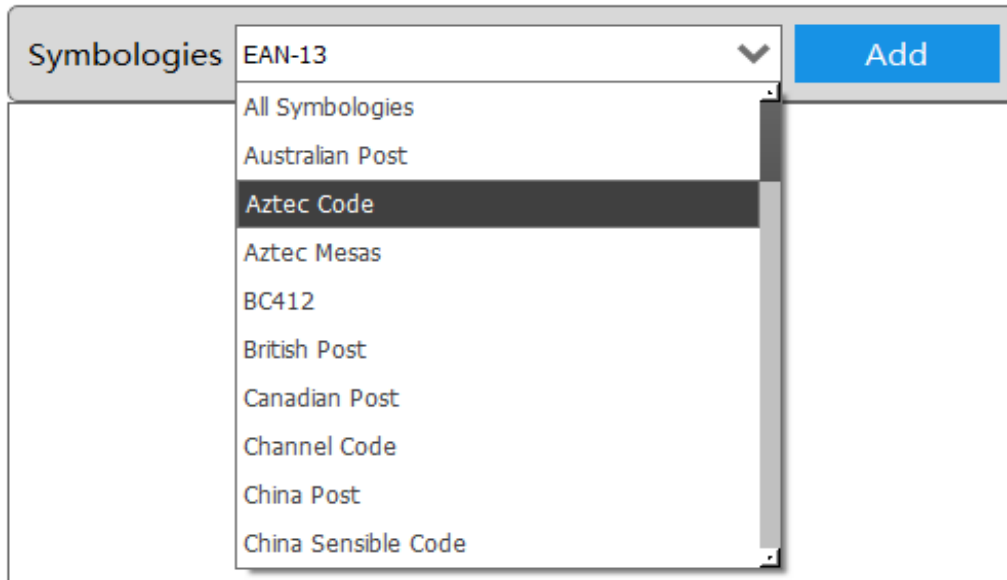 Symbologies EAN-13 Add
All Symbologies
Australian Post
Aztec Code
Aztec Mesas
BC412
British Post
Canadian Post
Channel Code
China Post
China Sensible Code